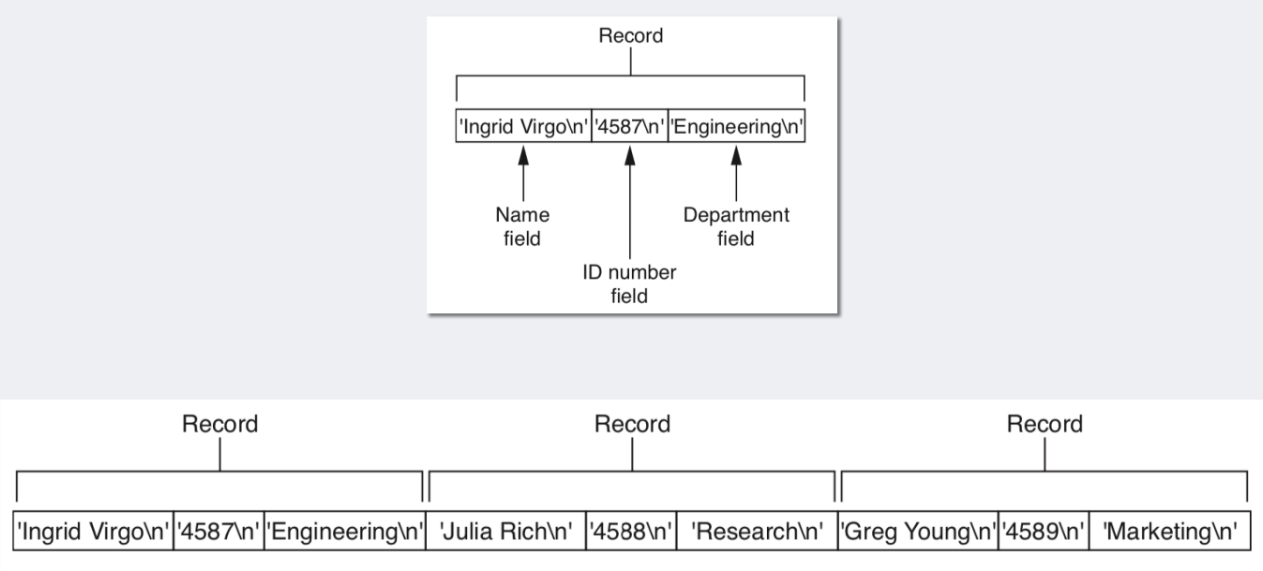 Record
'Ingrid Virgo\n' '4587\n' 'Engineering\n'
Name
field
Department
field
ID number
field
Record Record Record
'Ingrid Virgo\n' '4587\n' 'Engineering\n' 'Julia Rich\n' '4588\n' 'Research\n' 'Greg Young\n' '4589\n' 'Marketing\n'